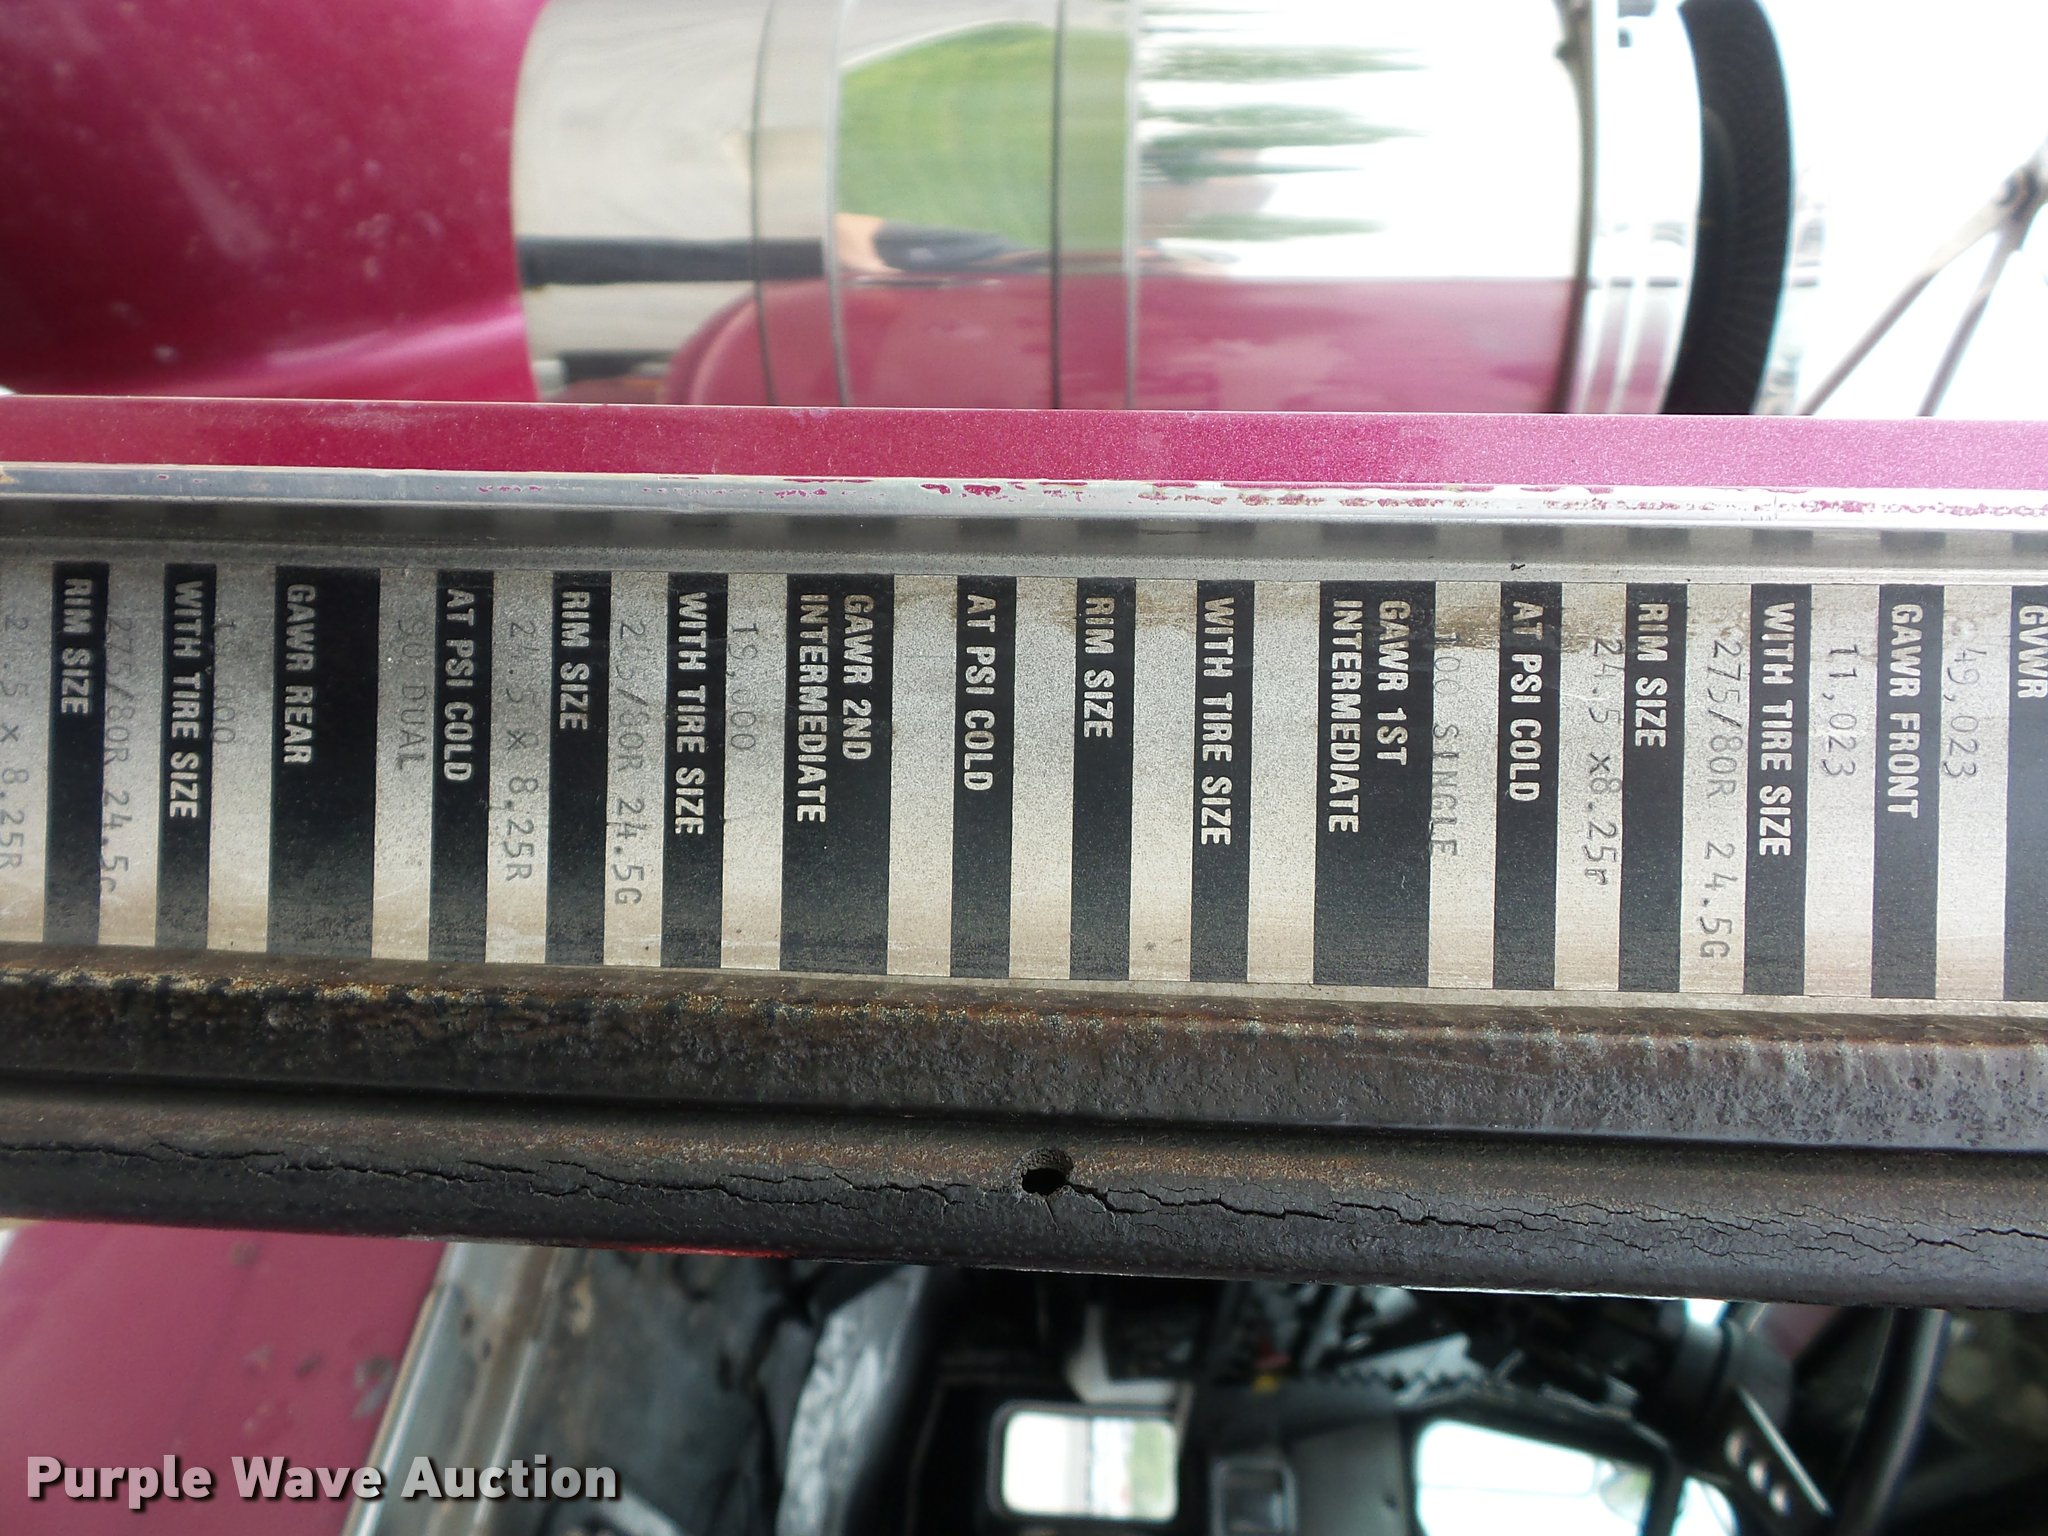 GVWR
49,023
GAWR FRONT
11,023
WITH TIRE SIZE
275/80R 24.5G
RIM SIZE
24.5 x8.25r
AT PSI COLD
100 SINGLE
GAWR 1ST
INTERMEDIATE
WITH TIRE SIZE
RIM SIZE
AT PSI COLD
GAWR 2ND
INTERMEDIATE
19,000
WITH TIRE SIZE
24.5G
RIM SIZE
24.5 x 8.25R
AT PSI COLD
90 DUAL
GAWR REAR
WITH TIRE SIZE
275/80R 24.5G
RIM SIZE
x 8.25R
Purple Wave Auction